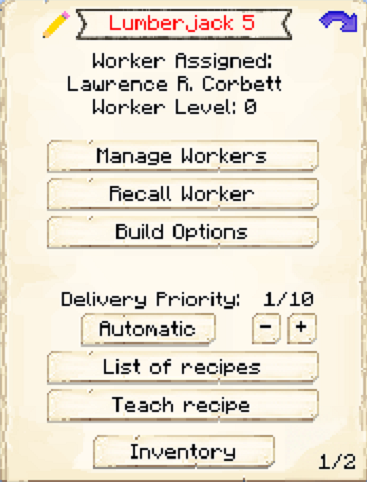 Lumberjack 5
Worker Assigned:
Lawrence R. Corbett
Worker Level: 0
Manage Workers
Recall Worker
Build Options
Delivery Priority: 1/10
Automatic - +
List of recipes
Teach recipe
Inventory
1/2